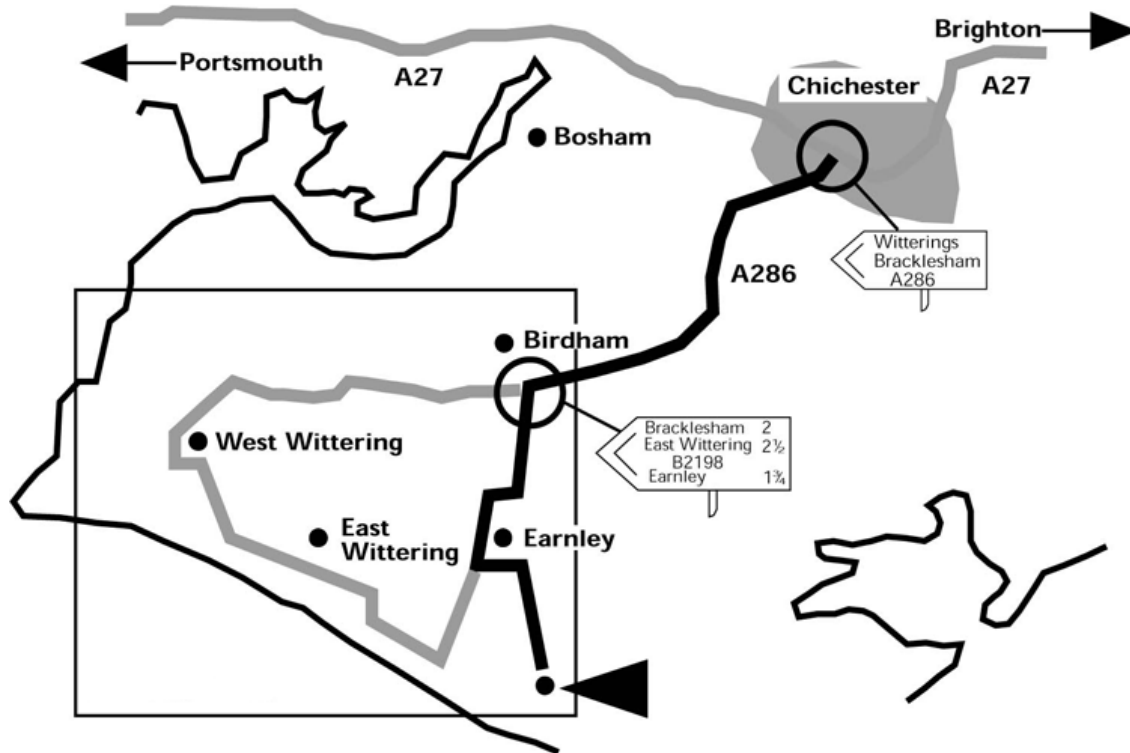 Brighton
Portsmouth
A27
Chichester
A27
Bosham
Witterings
Bracklesham
A286
A286
Birdham
Bracklesham 2
East Wittering 2½
B2198
Earnley 1¾
West Wittering
East
Wittering
Earnley